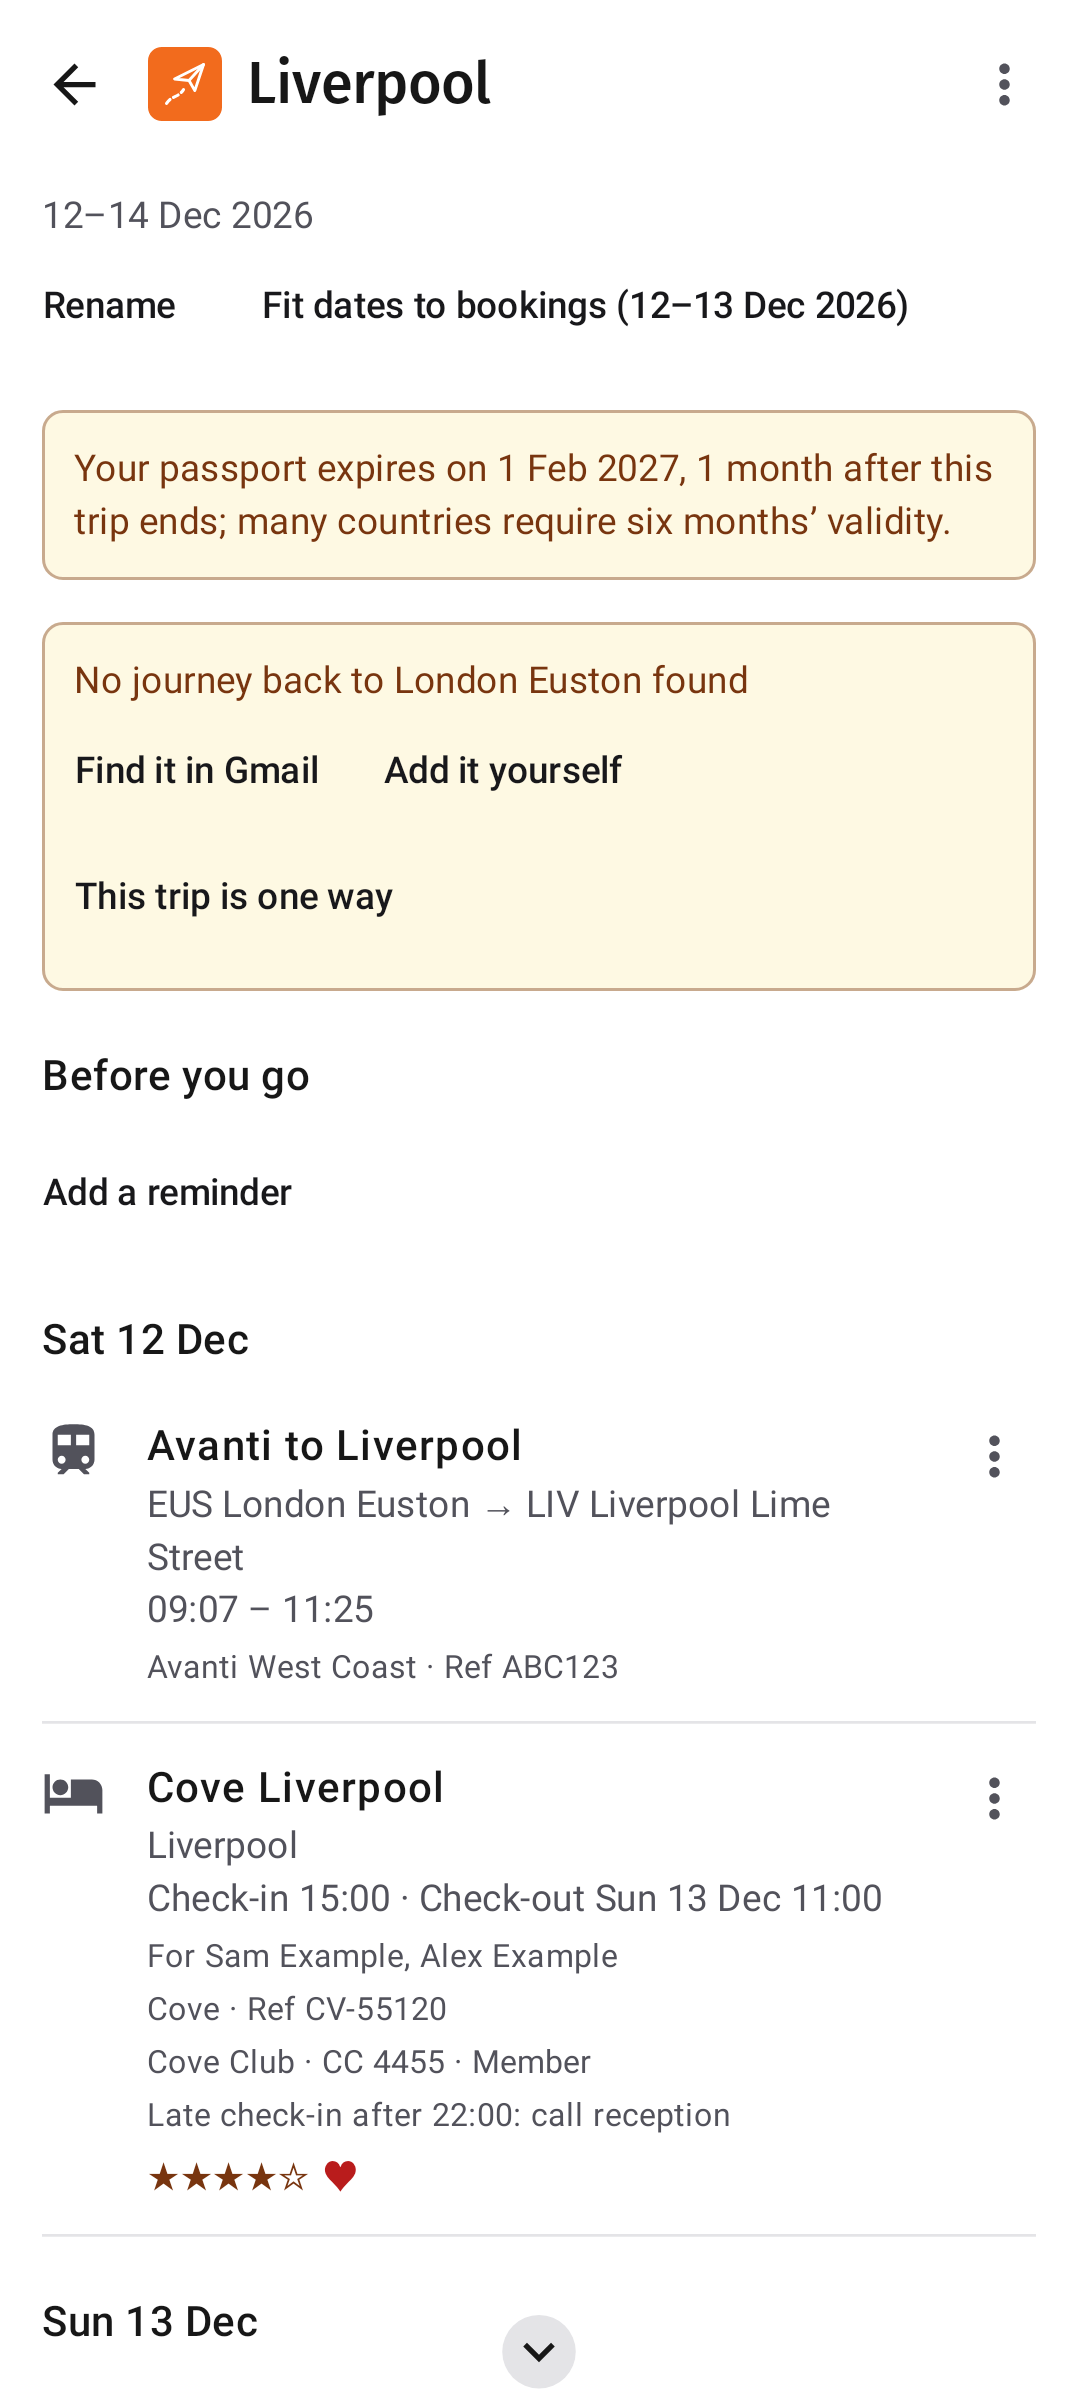 Liverpool
12–14 Dec 2026
Rename
Fit dates to bookings (12–13 Dec 2026)
Your passport expires on 1 Feb 2027, 1 month after this
trip ends; many countries require six months’ validity.
No journey back to London Euston found
Find it in Gmail
Add it yourself
This trip is one way
Before you go
Add a reminder
Sat 12 Dec
Avanti to Liverpool
EUS London Euston → LIV Liverpool Lime
Street
09:07 – 11:25
Avanti West Coast · Ref ABC123
Cove Liverpool
Liverpool
Check-in 15:00 · Check-out Sun 13 Dec 11:00
For Sam Example, Alex Example
Cove · Ref CV-55120
Cove Club · CC 4455 · Member
Late check-in after 22:00: call reception
★★★★☆ ♥
Sun 13 Dec